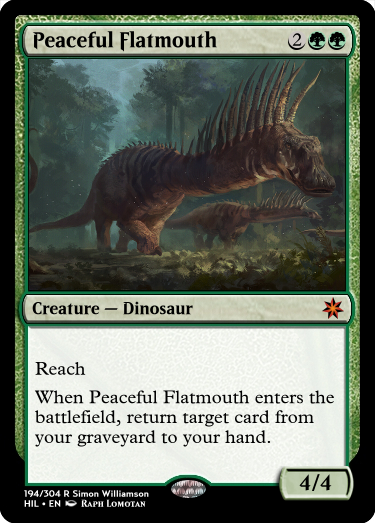 Peaceful Flatmouth 2
Creature — Dinosaur
Reach
When Peaceful Flatmouth enters the
battlefield, return target card from
your graveyard to your hand.
4/4
194/304 R Simon Williamson
HIL • EN Raph Lomotan